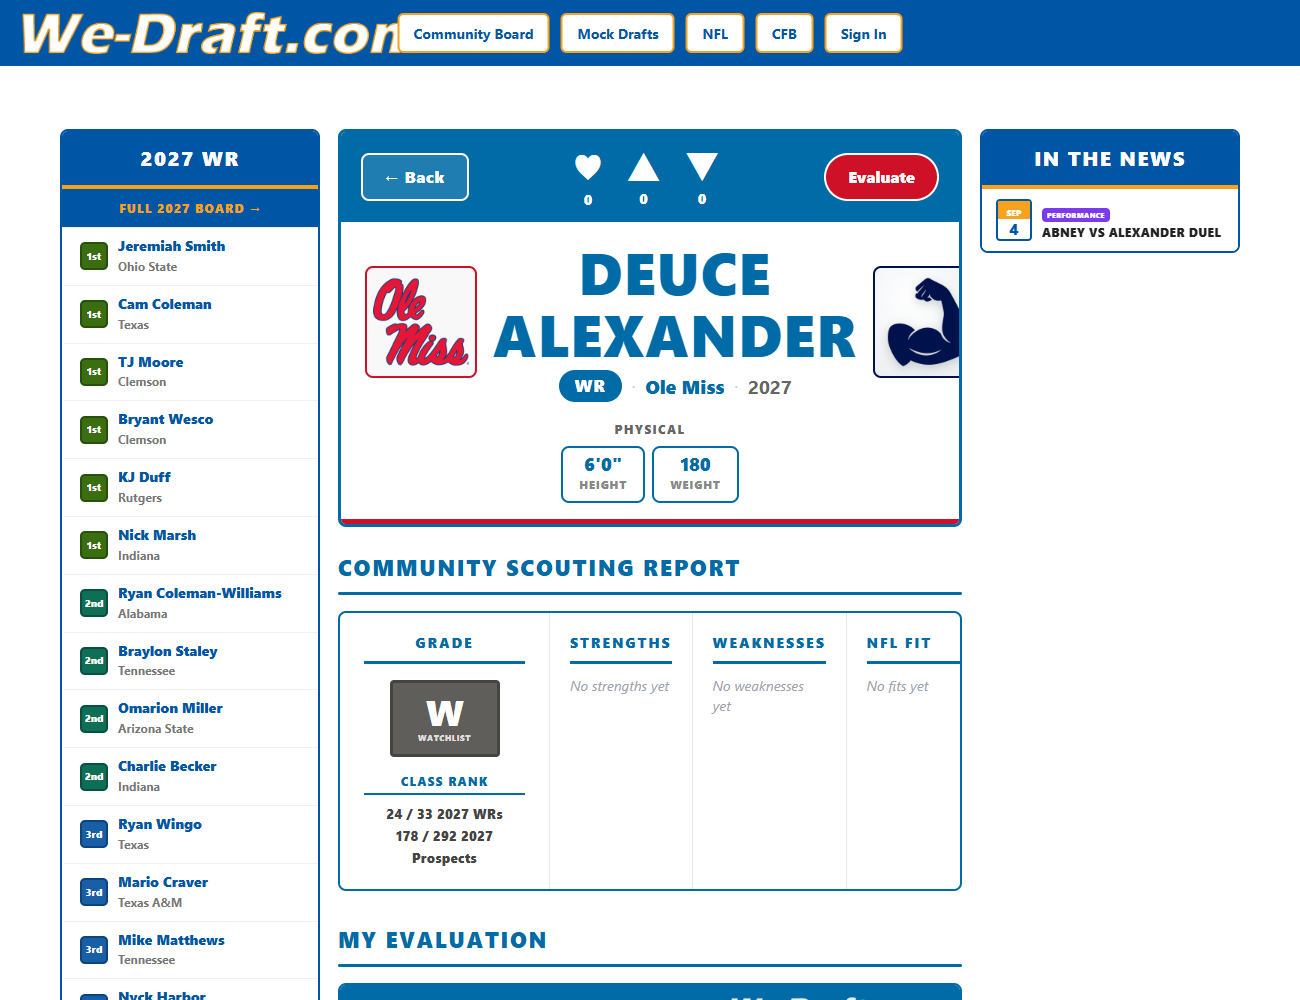 We-Draft.com
Community Board
Mock Drafts
NFL
CFB
Sign In
2027 WR
FULL 2027 BOARD →
1st
Jeremiah Smith
Ohio State
1st
Cam Coleman
Texas
1st
TJ Moore
Clemson
1st
Bryant Wesco
Clemson
1st
KJ Duff
Rutgers
1st
Nick Marsh
Indiana
2nd
Ryan Coleman-Williams
Alabama
2nd
Braylon Staley
Tennessee
2nd
Omarion Miller
Arizona State
2nd
Charlie Becker
Indiana
3rd
Ryan Wingo
Texas
3rd
Mario Craver
Texas A&M
3rd
Mike Matthews
Tennessee
Nyck Harbor
← Back
0
0
0
Evaluate
Ole
Miss
DEUCE
ALEXANDER
WR · Ole Miss · 2027
PHYSICAL
6'0"
HEIGHT
180
WEIGHT
COMMUNITY SCOUTING REPORT
GRADE
W
WATCHLIST
CLASS RANK
24 / 33 2027 WRs
178 / 292 2027
Prospects
STRENGTHS
No strengths yet
WEAKNESSES
No weaknesses
yet
NFL FIT
No fits yet
MY EVALUATION
IN THE NEWS
SEP
4
PERFORMANCE
ABNEY VS ALEXANDER DUEL